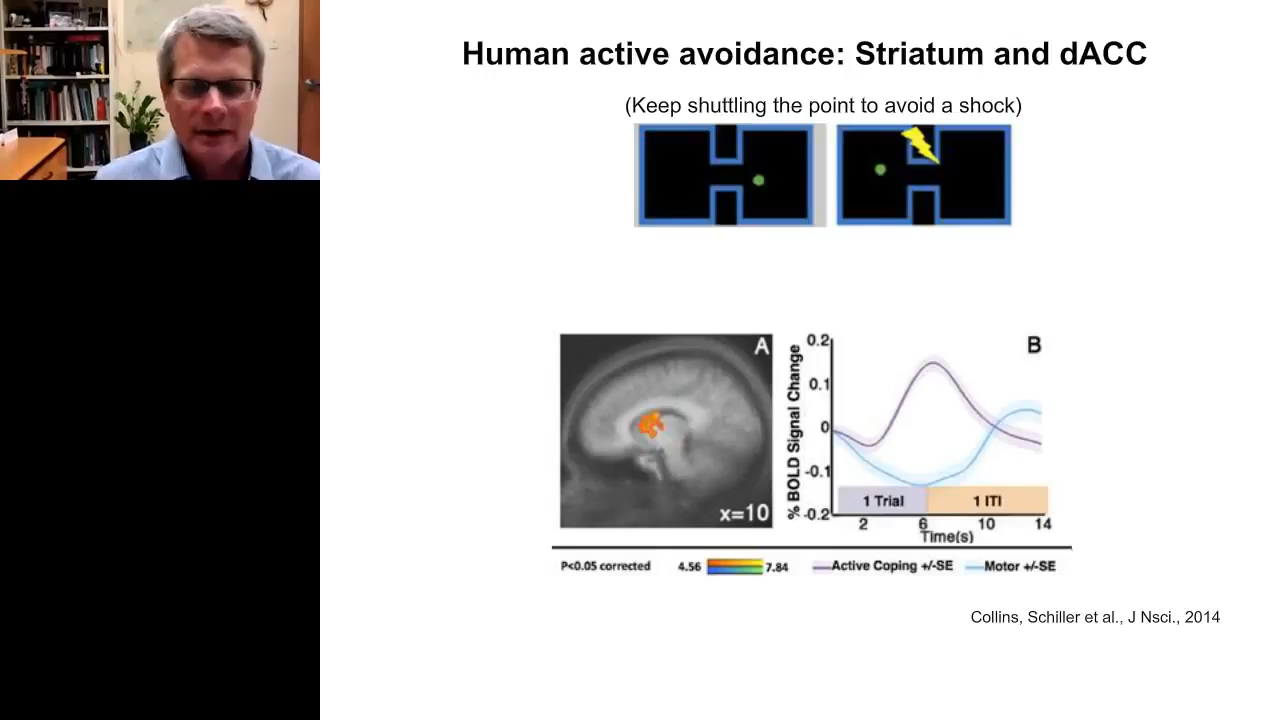 Human active avoidance: Striatum and dACC
(Keep shuttling the point to avoid a shock)
A
x=10
B
% BOLD Signal Change
0.2
0.1
0
-0.1
-0.2
1 Trial
1 ITI
2
6
10
14
Time(s)
P<0.05 corrected
4.56
7.84
Active Coping +/-SE
Motor +/-SE
Collins, Schiller et al., J Nsci., 2014